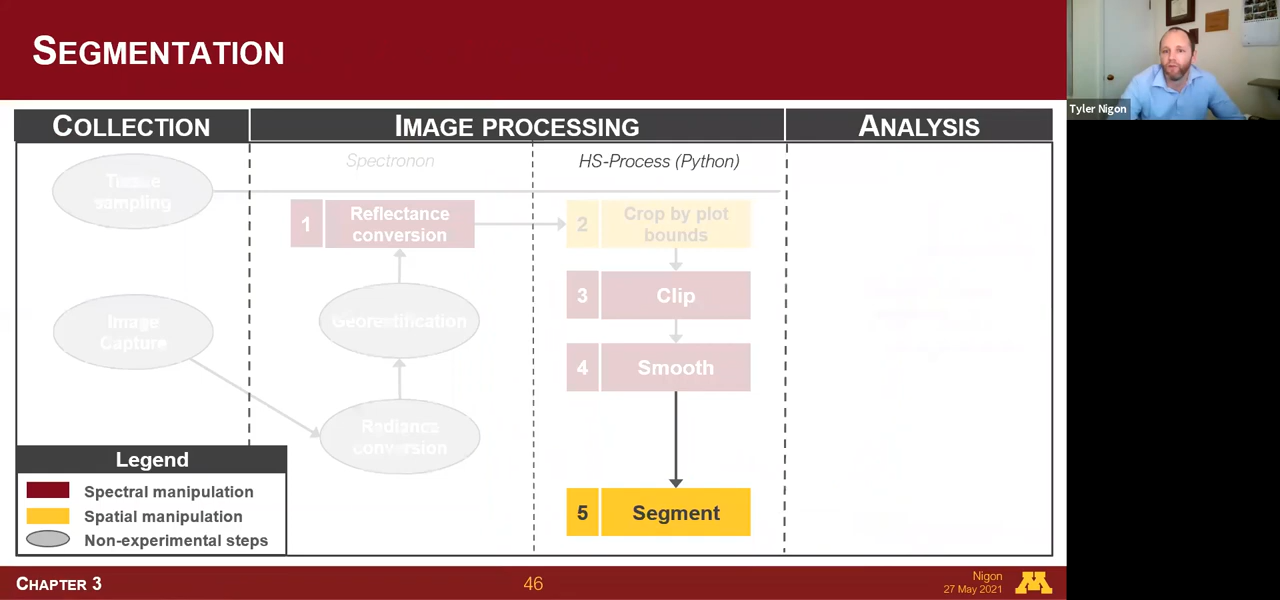 SEGMENTATION
Tyler Nigon
COLLECTION
IMAGE PROCESSING
ANALYSIS
Spectronon
HS-Process (Python)
Tissue
sampling
Image
Capture
1
Reflectance
conversion
Georectification
Radiance
conversion
2
Crop by plot
bounds
3
Clip
4
Smooth
5
Segment
Legend
Spectral manipulation
Spatial manipulation
Non-experimental steps
CHAPTER 3
46
Nigon
27 May 2021
M